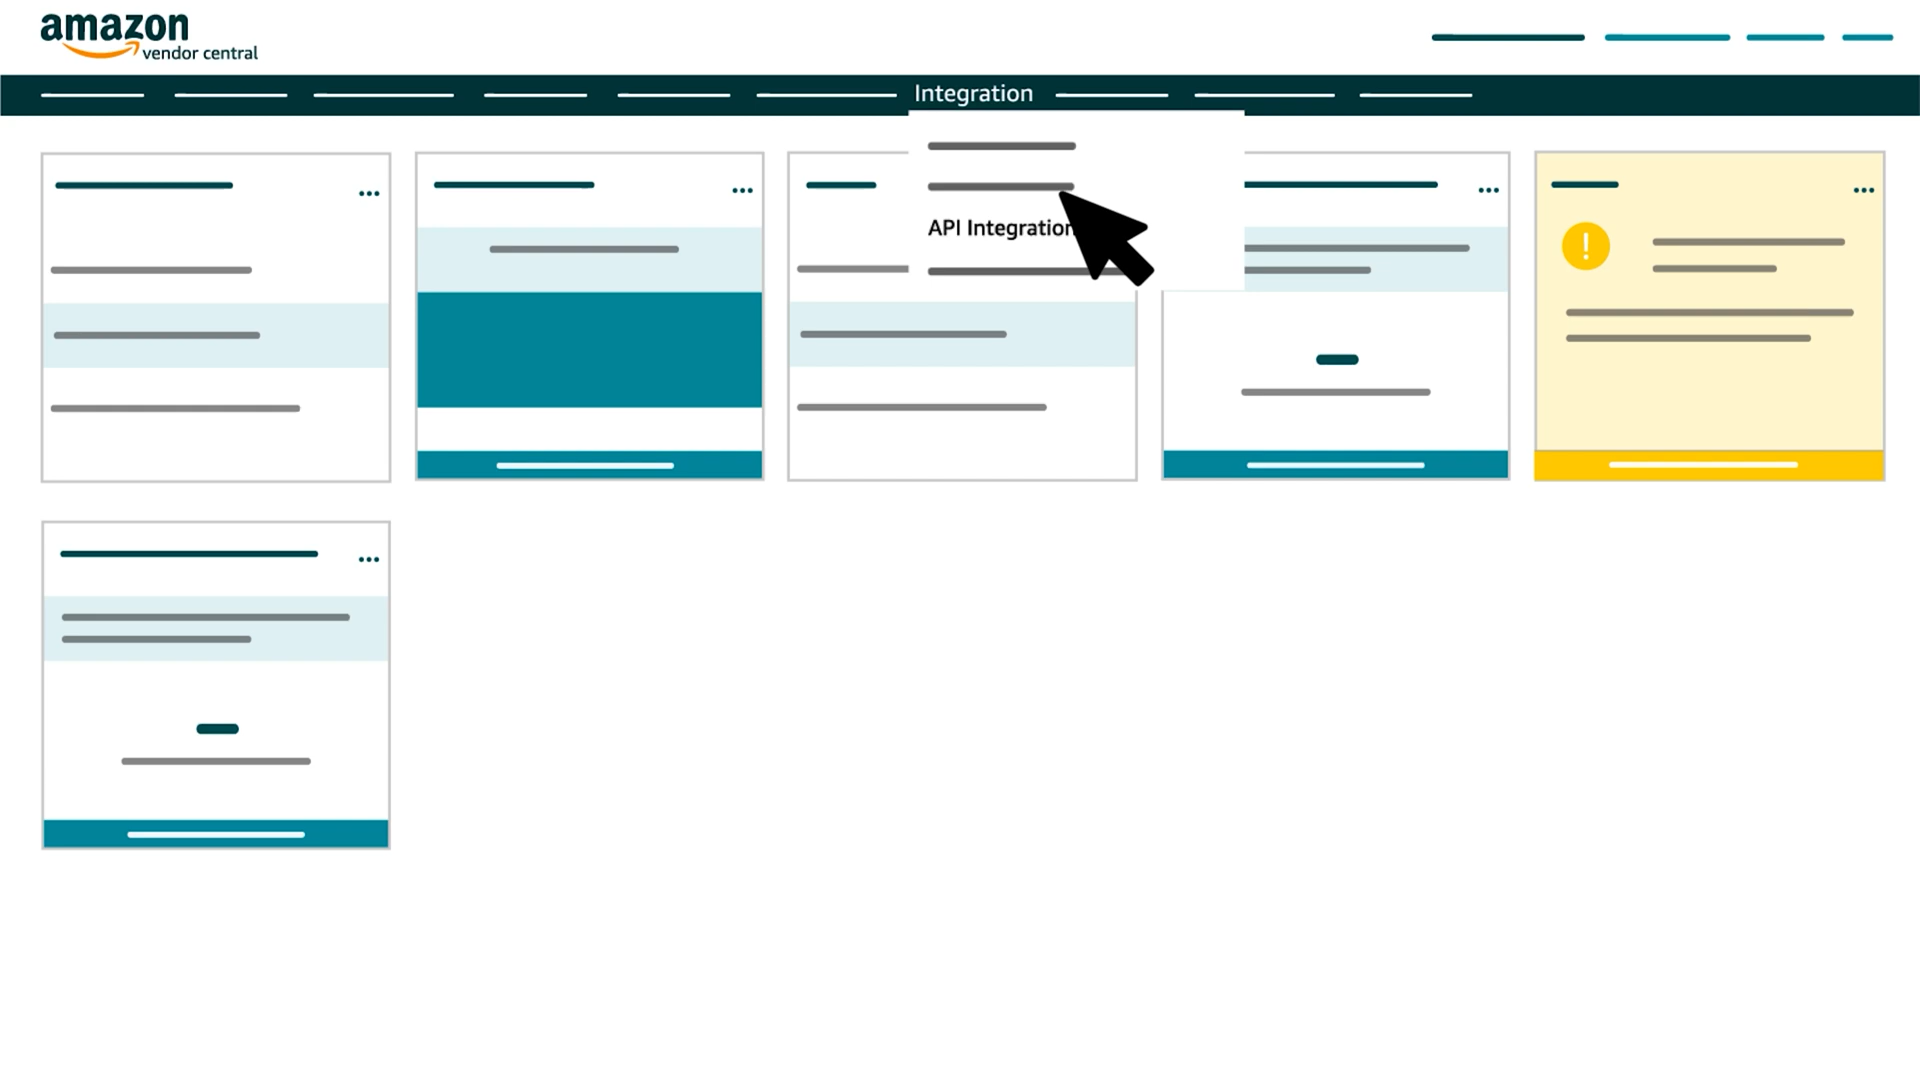 amazon
vendor central
Integration
API Integration
!